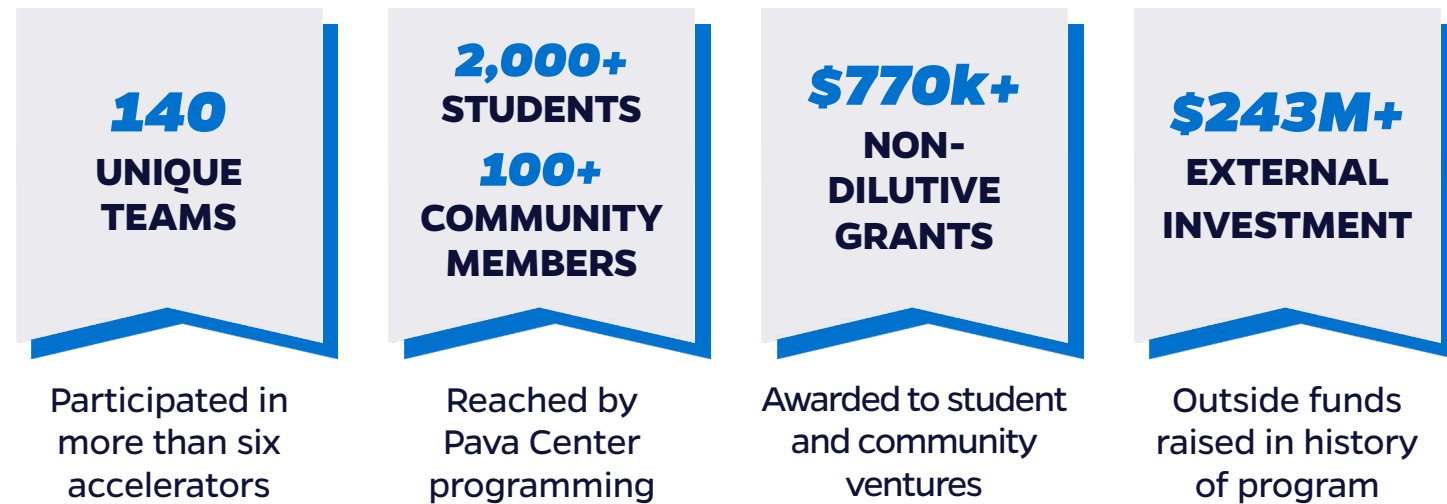 140
UNIQUE
TEAMS
Participated in
more than six
accelerators
2,000+
STUDENTS
100+
COMMUNITY
MEMBERS
Reached by
Pava Center
programming
$770k+
NON-
DILUTIVE
GRANTS
Awarded to student
and community
ventures
$243M+
EXTERNAL
INVESTMENT
Outside funds
raised in history
of program